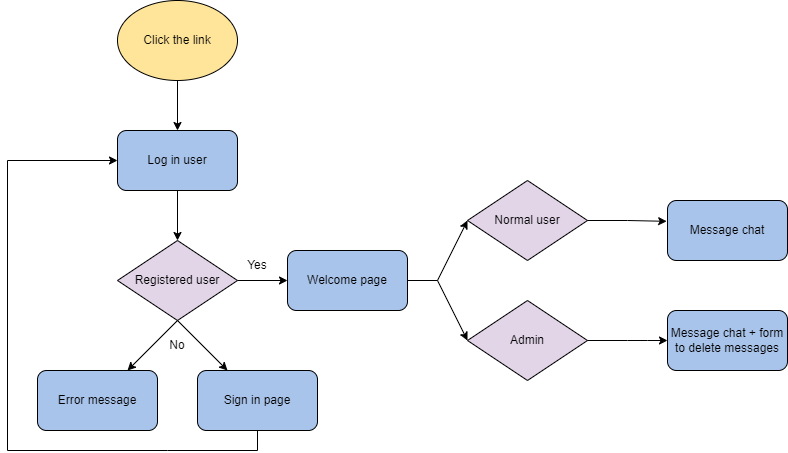 Click the link
Log in user
Normal user
Message chat
Registered user
Yes
Welcome page
Admin
Message chat + form
to delete messages
No
Error message
Sign in page